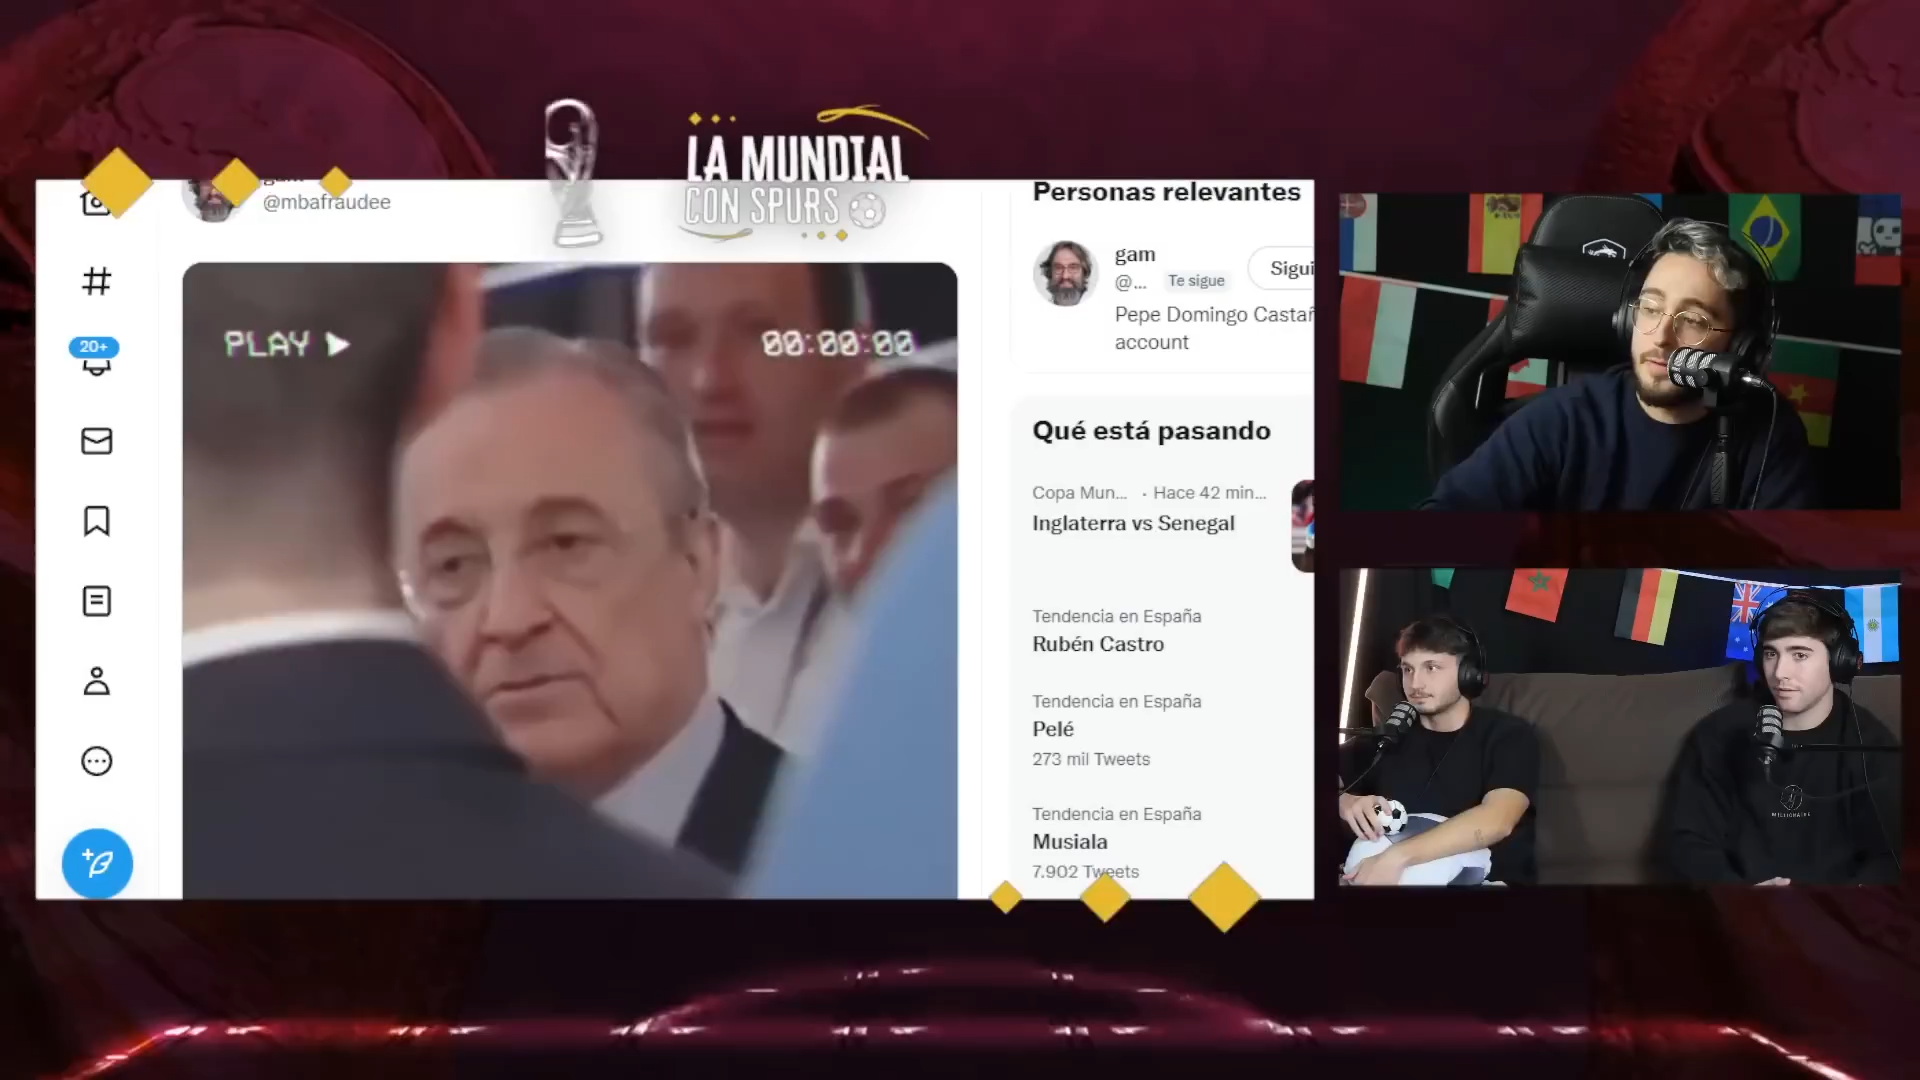 LA MUNDIAL
CON SPURS
@mbafraudee
PLAY
00:00:00
20+
Personas relevantes
gam
@... Te sigue
Sigui
Pepe Domingo Castañ
account
Qué está pasando
Copa Mun... · Hace 42 min...
Inglaterra vs Senegal
Tendencia en España
Rubén Castro
Tendencia en España
Pelé
273 mil Tweets
Tendencia en España
Musiala
7.902 Tweets